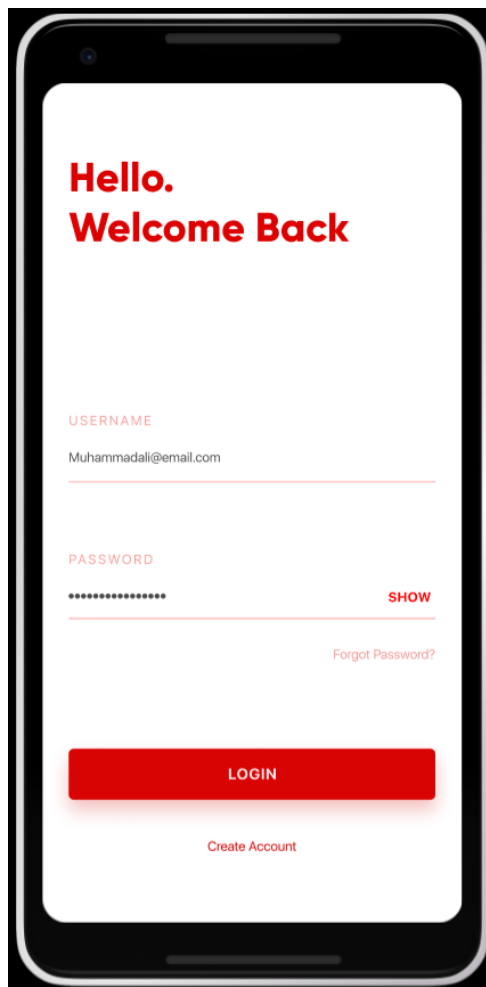 Hello.
Welcome Back
USERNAME
Muhammadali@email.com
PASSWORD
••••••••••••••••
SHOW
Forgot Password?
LOGIN
Create Account